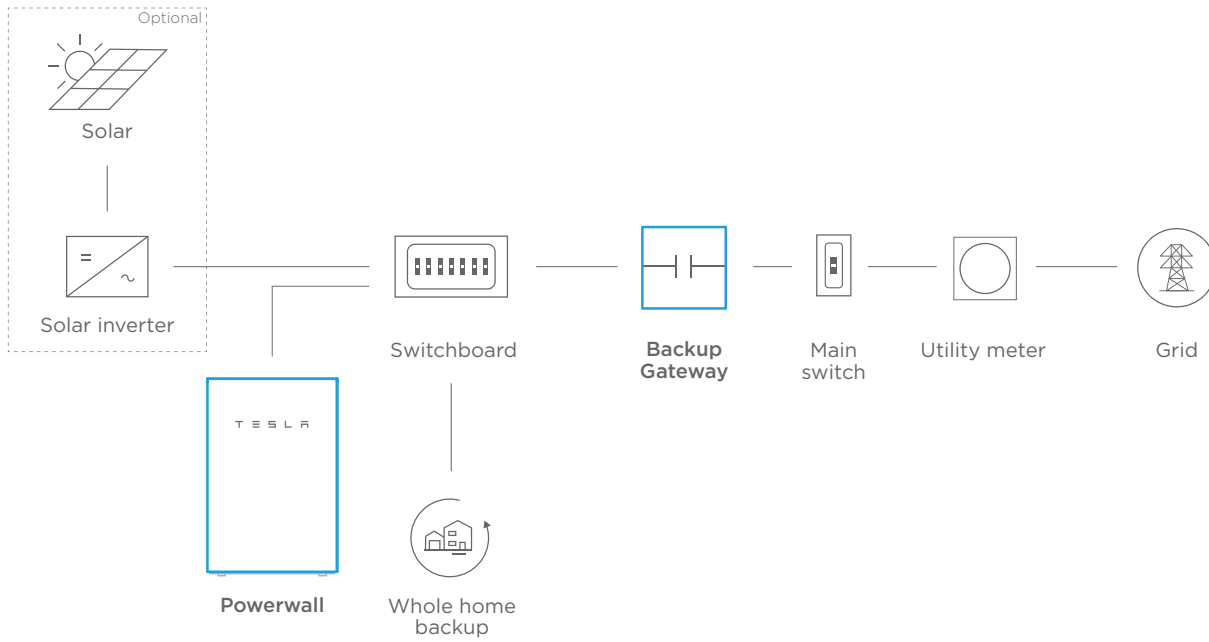 Optional
Solar
Solar inverter
Switchboard
Backup
Gateway
Main
switch
Utility meter
Grid
TESLA
Powerwall
Whole home
backup